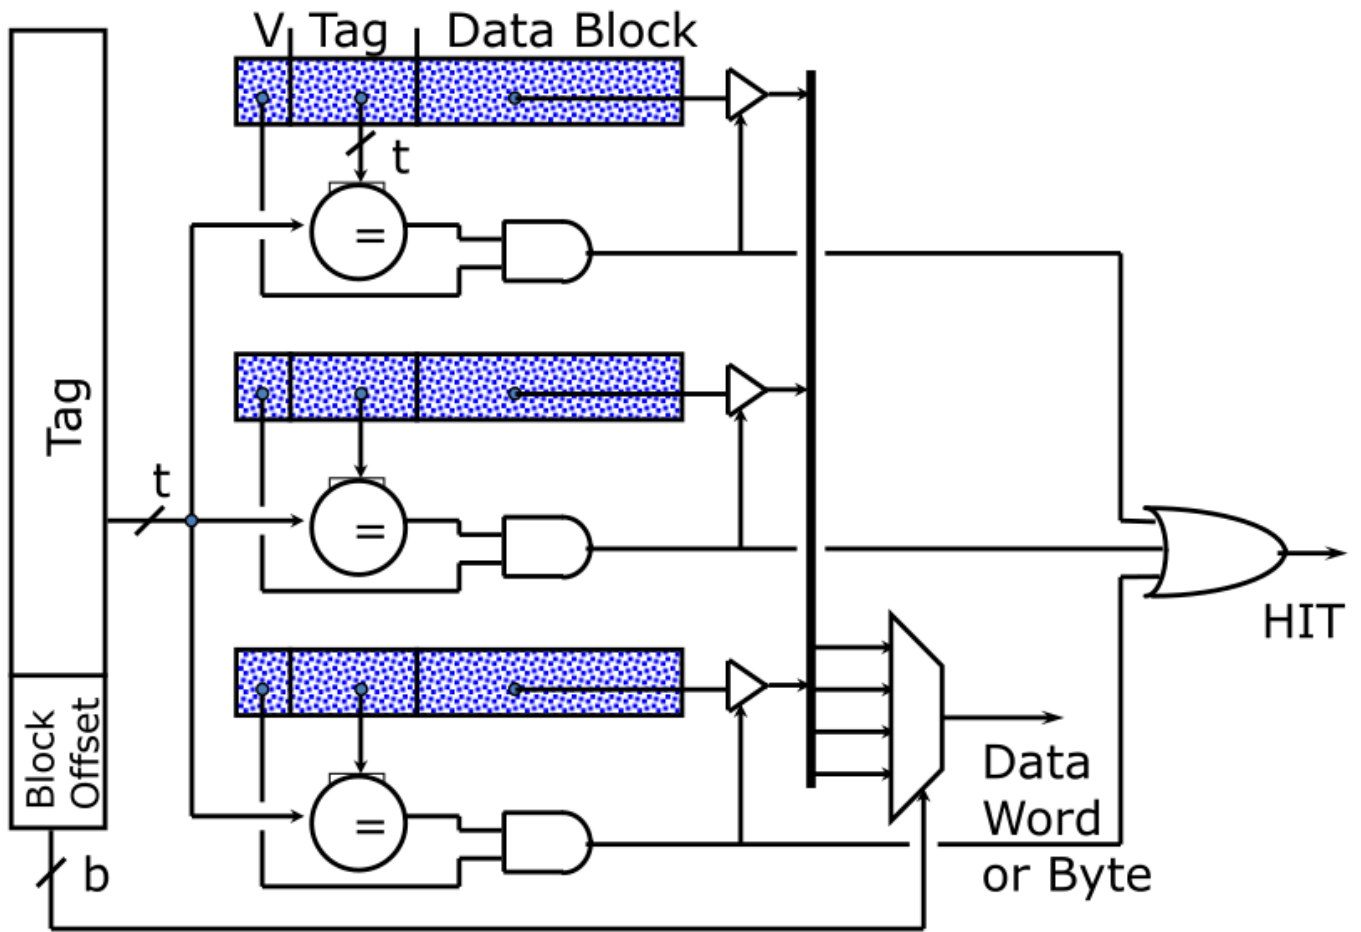 V Tag Data Block
t
=
Tag
t
=
HIT
Block
Offset
=
Data
Word
or Byte
b